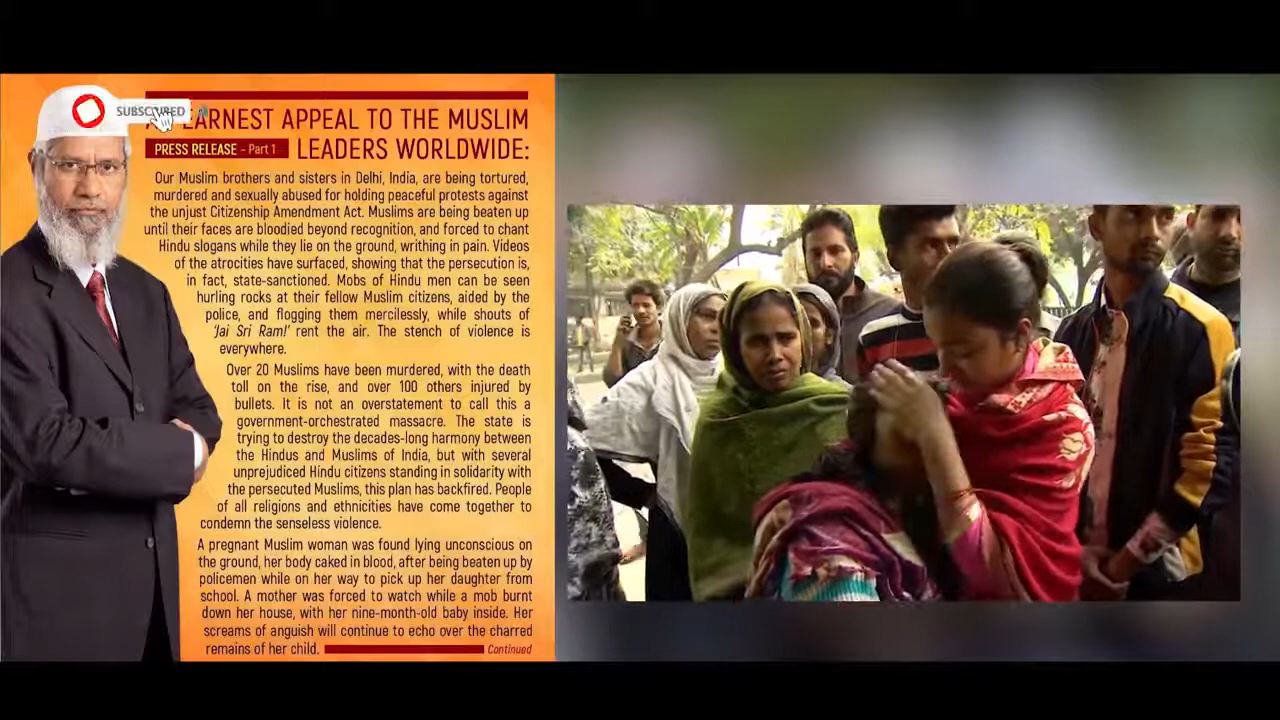 SUBSCRIBED
EARNEST APPEAL TO THE MUSLIM
PRESS RELEASE – Part 1
LEADERS WORLDWIDE:
Our Muslim brothers and sisters in Delhi, India, are being tortured,
murdered and sexually abused for holding peaceful protests against
the unjust Citizenship Amendment Act. Muslims are being beaten up
until their faces are bloodied beyond recognition, and forced to chant
Hindu slogans while they lie on the ground, writhing in pain. Videos
of the atrocities have surfaced, showing that the persecution is,
in fact, state-sanctioned. Mobs of Hindu men can be seen
hurling rocks at their fellow Muslim citizens, aided by the
police, and flogging them mercilessly, while shouts of
'Jai Sri Ram!' rent the air. The stench of violence is
everywhere.
Over 20 Muslims have been murdered, with the death
toll on the rise, and over 100 others injured by
bullets. It is not an overstatement to call this a
government-orchestrated massacre. The state is
trying to destroy the decades-long harmony between
the Hindus and Muslims of India, but with several
unprejudiced Hindu citizens standing in solidarity with
the persecuted Muslims, this plan has backfired. People
of all religions and ethnicities have come together to
condemn the senseless violence.
A pregnant Muslim woman was found lying unconscious on
the ground, her body caked in blood, after being beaten up by
policemen while on her way to pick up her daughter from
school. A mother was forced to watch while a mob burnt
down her house, with her nine-month-old baby inside. Her
screams of anguish will continue to echo over the charred
remains of her child.
Continued